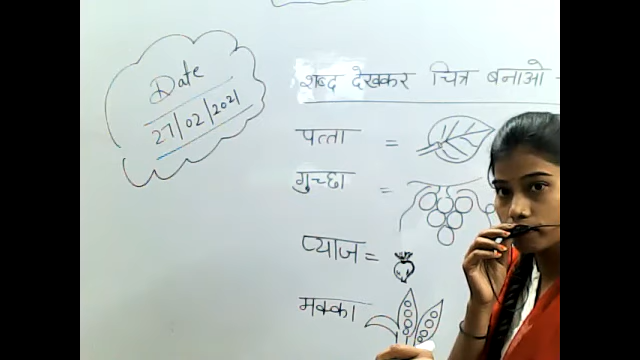 Date
27/02/2021
शब्द देखकर चित्र बनाओ -
पत्ता =
गुच्छा =
प्याज =
मक्का